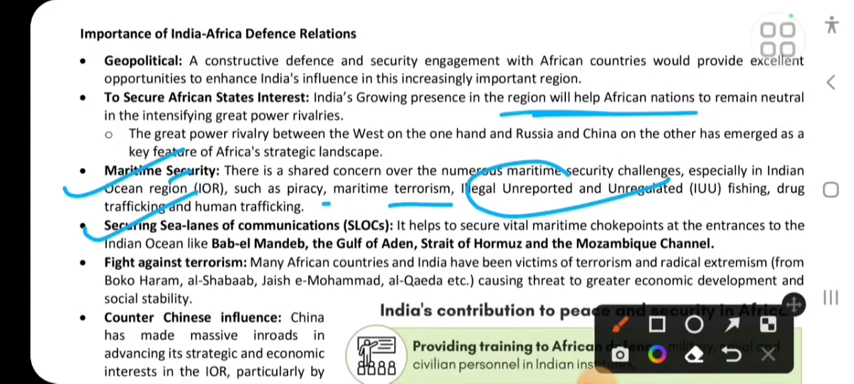 Importance of India-Africa Defence Relations
• Geopolitical: A constructive defence and security engagement with African countries would provide excellent
opportunities to enhance India's influence in this increasingly important region.
• To Secure African States Interest: India's Growing presence in the region will help African nations to remain neutral
in the intensifying great power rivalries.
o The great power rivalry between the West on the one hand and Russia and China on the other has emerged as a
key feature of Africa's strategic landscape.
• Maritime Security: There is a shared concern over the numerous maritime security challenges, especially in Indian
Ocean region (IOR), such as piracy, maritime terrorism, Illegal Unreported and Unregulated (IUU) fishing, drug
trafficking and human trafficking.
• Securing Sea-lanes of communications (SLOCs): It helps to secure vital maritime chokepoints at the entrances to the
Indian Ocean like Bab-el Mandeb, the Gulf of Aden, Strait of Hormuz and the Mozambique Channel.
• Fight against terrorism: Many African countries and India have been victims of terrorism and radical extremism (from
Boko Haram, al-Shabaab, Jaish e-Mohammad, al-Qaeda etc.) causing threat to greater economic development and
social stability.
• Counter Chinese influence: China
has made massive inroads in
advancing its strategic and economic
interests in the IOR, particularly by
India's contribution to peace and security in Africa
Providing training to African
civilian personnel in Indian